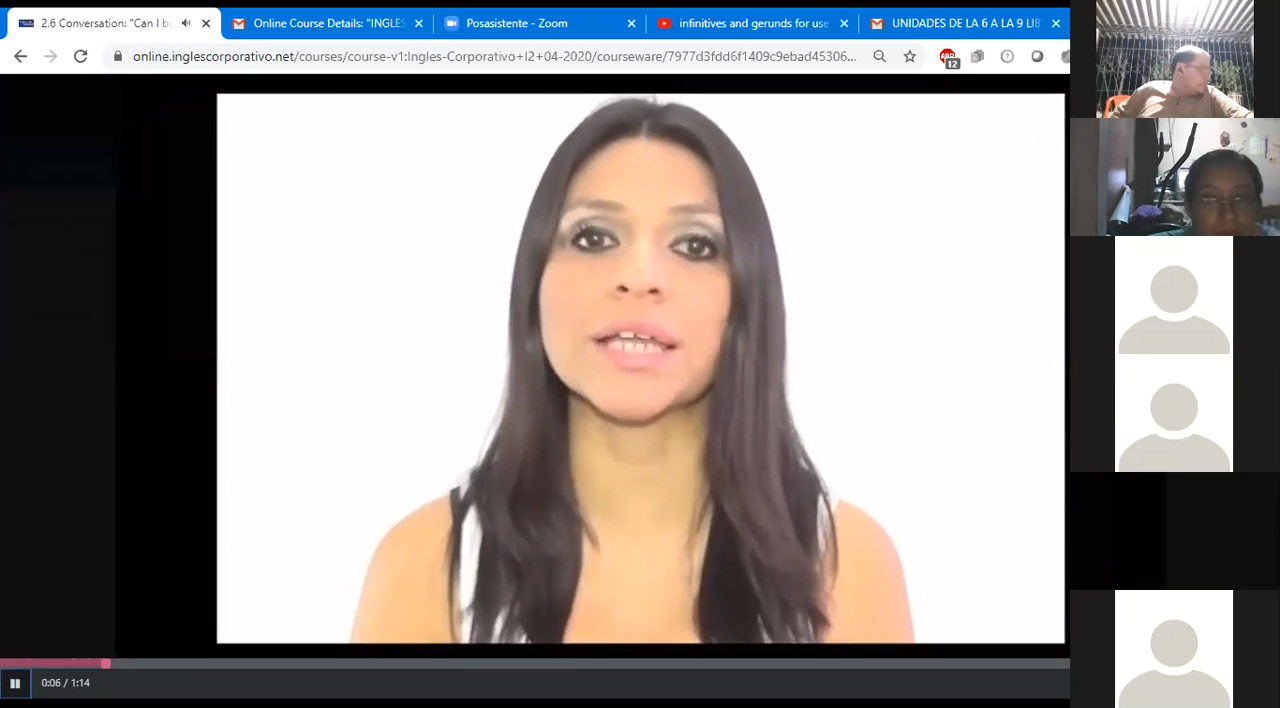 2.6 Conversation: "Can I b
Online Course Details: "INGLES
Posasistente - Zoom
infinitives and gerunds for use
UNIDADES DE LA 6 A LA 9 LIB
online.inglescorporativo.net/courses/course-v1:Ingles-Corporativo+I2+04-2020/courseware/7977d3fdd6f1409c9ebad45306...
12
0:06 / 1:14